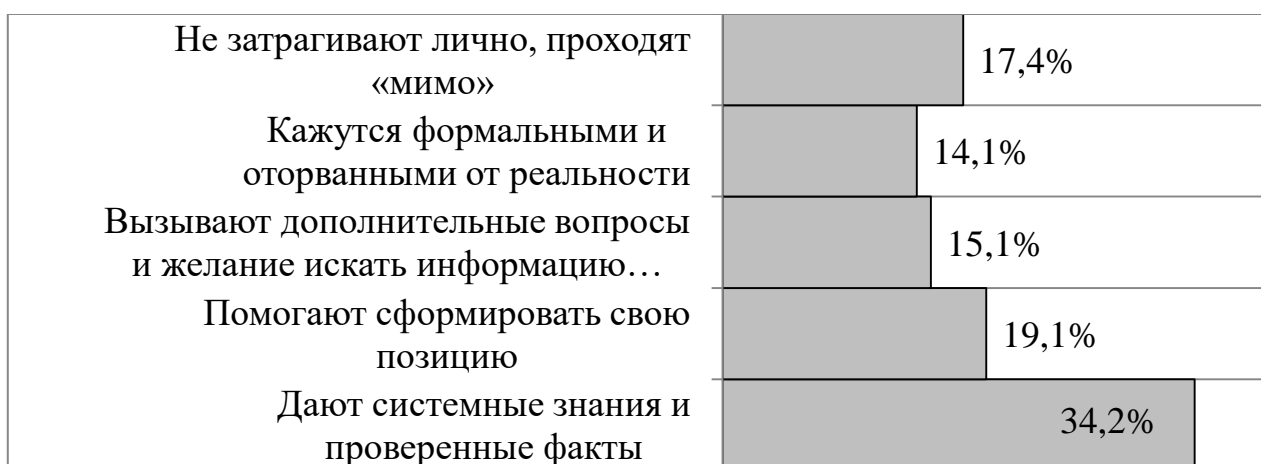 Не затрагивают лично, проходят
«мимо»
17,4%
Кажутся формальными и
оторванными от реальности
14,1%
Вызывают дополнительные вопросы
и желание искать информацию…
15,1%
Помогают сформировать свою
позицию
19,1%
Дают системные знания и
проверенные факты
34,2%